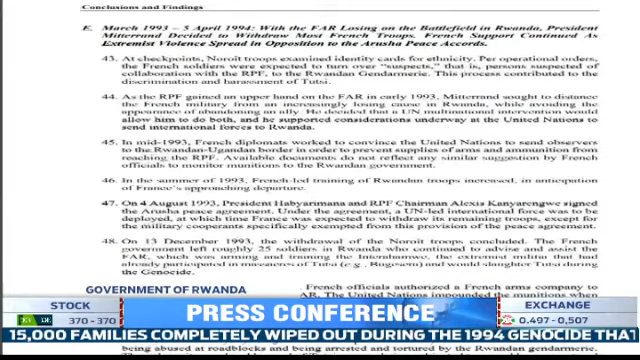 Conclusions and Findings
E. March 1993 – 5 April 1994: With the FAR Losing on the Battlefield in Rwanda, President
Mitterrand Decided to Withdraw Most French Troops. French Support Continued As
Extremist Violence Spread in Opposition to the Arusha Peace Accords.
43. At checkpoints, Noroit troops examined identity cards for ethnicity. Per operational orders,
the French soldiers were expected to turn over "suspects," that is, persons suspected of
collaboration with the RPF, to the Rwandan Gendarmerie. This process contributed to the
discrimination and harassment of Tutsi.
44. As the RPF gained an upper hand on the FAR in early 1993, Mitterrand sought to distance
the French military from an increasingly losing cause in Rwanda, while avoiding the
appearance of abandoning an ally. He decided that a UN multinational intervention would
allow him to do both, and he supported considerations underway at the United Nations to
send international forces to Rwanda.
45. In mid-1993, French diplomats worked to convince the United Nations to send observers
to the Rwandan-Ugandan border in order to prevent supplies of arms and ammunition from
reaching the RPF. Available documents do not reflect any similar suggestion by French
officials to monitor munitions to the Rwandan government.
46. In the summer of 1993, French-led training of Rwandan troops increased, in anticipation
of France's approaching departure.
47. On 4 August 1993, President Habyarimana and RPF Chairman Alexis Kanyarengwe signed
the Arusha peace agreement. Under the agreement, a UN-led international force was to be
deployed, at which time France was expected to withdraw its remaining troops, except for
the military cooperants specifically exempted from this provision of the peace agreement.
48. On 13 December 1993, the withdrawal of the Noroit troops concluded. The French
government left roughly 25 soldiers in Rwanda who continued to advise and assist the
FAR, which was arming and training the Interahamwe, the extremist militia that had
already participated in massacres of Tutsi (e.g., Bugesera) and would slaughter Tutsi during
the Genocide.
GOVERNMENT OF RWANDA
. French officials authorized a French arms company to
AR. The United Nations impounded the munitions when
STOCK
PRESS CONFERENCE
EXCHANGE
370 - 370
0.497 - 0,507
15,000 FAMILIES COMPLETELY WIPED OUT DURING THE 1994 GENOCIDE THAT
being abused at roadblocks and being arrested and tortured by the Rwandan gendarmerie.